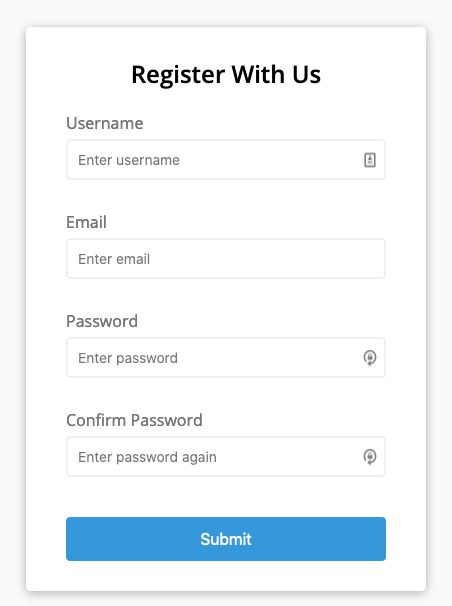 Register With Us
Username
Enter username
Email
Enter email
Password
Enter password
Confirm Password
Enter password again
Submit